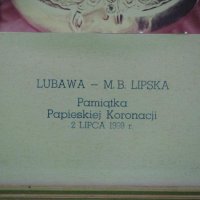 LUBAWA – M.B. LIPSKA
Pamiątka
Papieskiej Koronacji
2 LIPCA 1969 r.